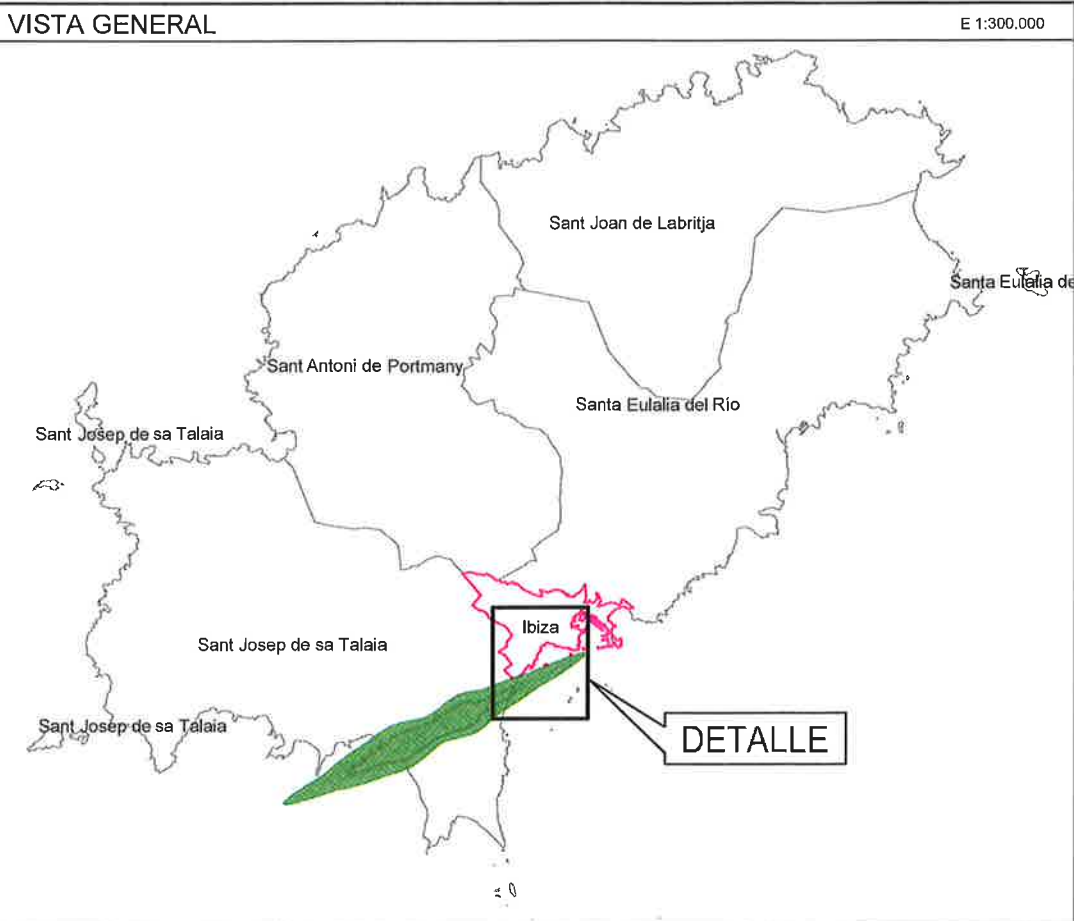 VISTA GENERAL
E 1:300.000
Sant Joan de Labritja
Santa Eulalia de
Sant Antoni de Portmany
Santa Eulalia del Río
Sant Josep de sa Talaia
Ibiza
Sant Josep de sa Talaia
Sant Josep de sa Talaia
DETALLE